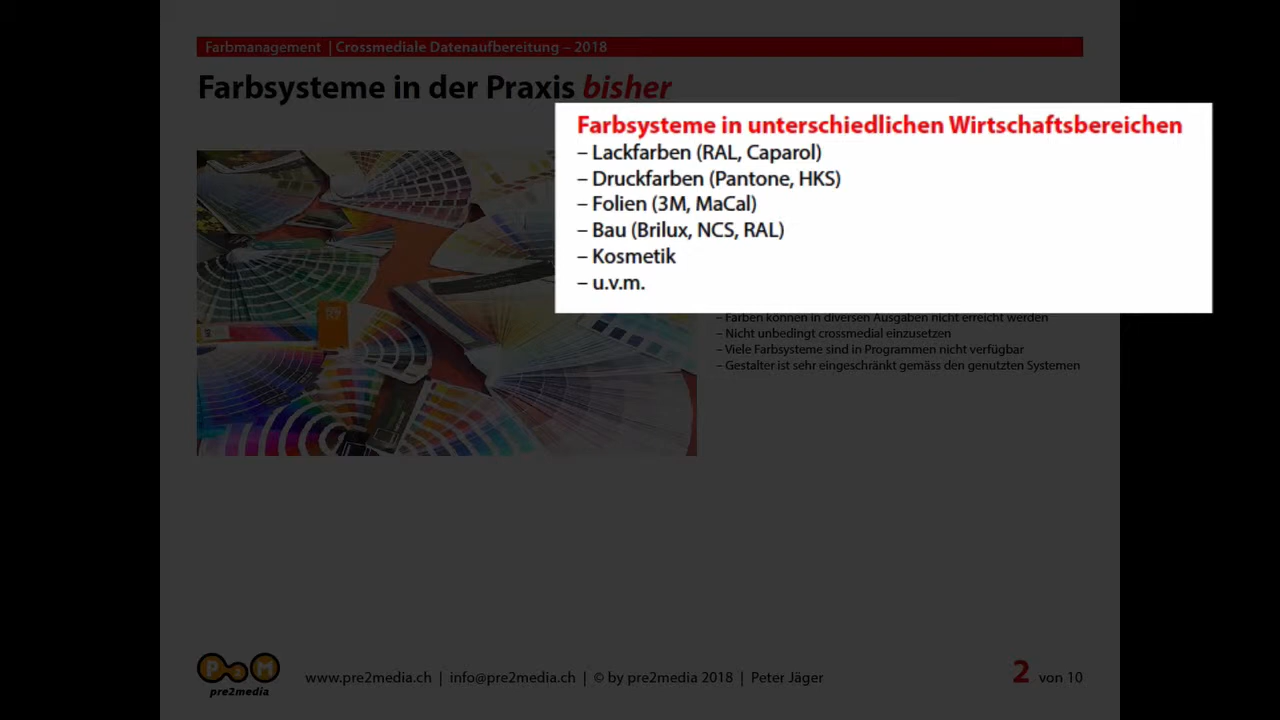 Farbmanagement | Crossmediale Datenaufbereitung – 2018
Farbsysteme in der Praxis bisher
Farbsysteme in unterschiedlichen Wirtschaftsbereichen
– Lackfarben (RAL, Caparol)
– Druckfarben (Pantone, HKS)
– Folien (3M, MaCal)
– Bau (Brilux, NCS, RAL)
– Kosmetik
– u.v.m.
– Farben können in diversen Ausgaben nicht erreicht werden
– Nicht unbedingt crossmedial einzusetzen
– Viele Farbsysteme sind in Programmen nicht verfügbar
– Gestalter ist sehr eingeschränkt gemäss den genutzten Systemen
P2M
pre2media
www.pre2media.ch | info@pre2media.ch | © by pre2media 2018 | Peter Jäger
2 von 10